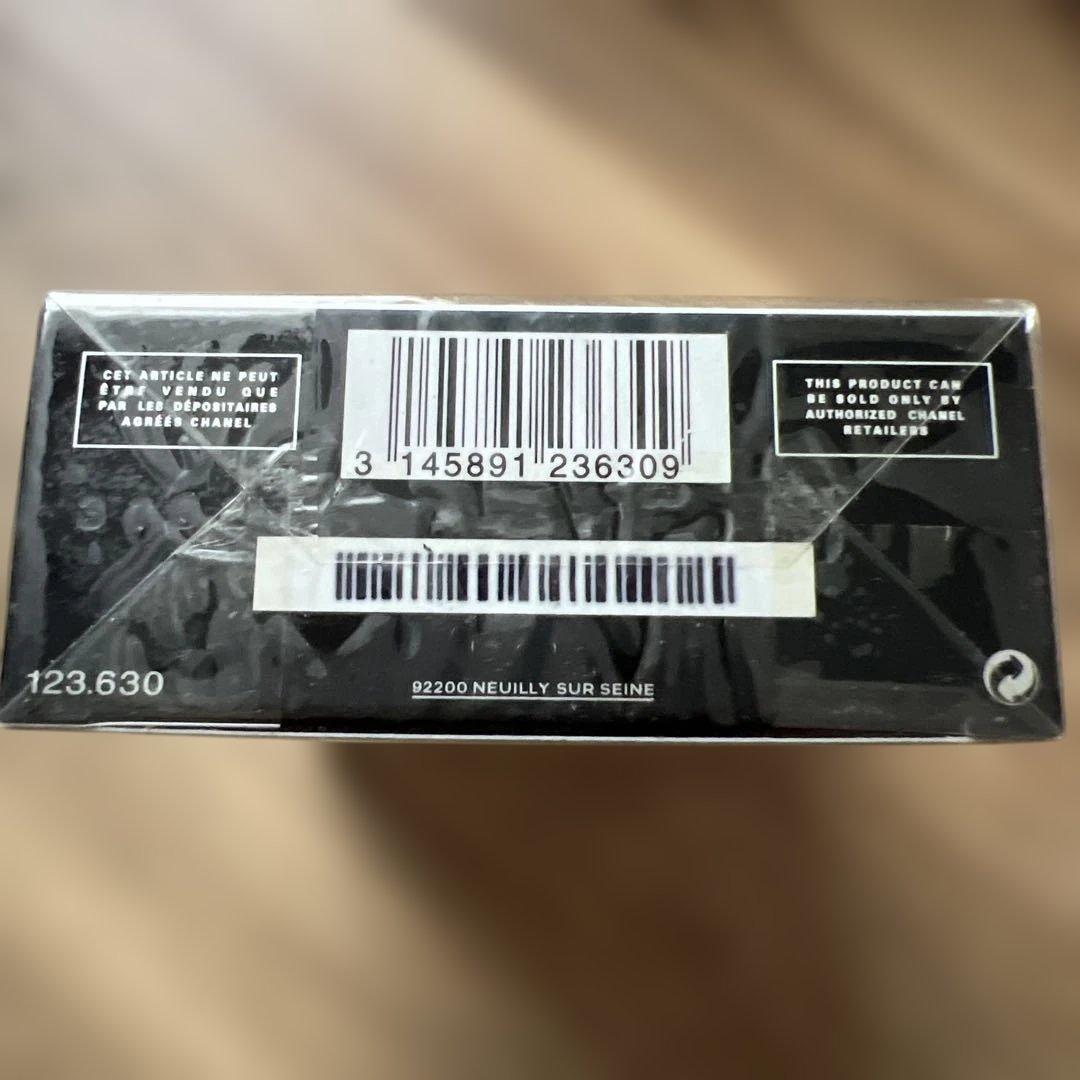 CET ARTICLE NE PEUT
ÊTRE VENDU QUE
PAR LES DÉPOSITAIRES
AGRÉÉS CHANEL
3 145891 236309
THIS PRODUCT CAN
BE SOLD ONLY BY
AUTHORIZED CHANEL
RETAILERS
123.630
92200 NEUILLY SUR SEINE